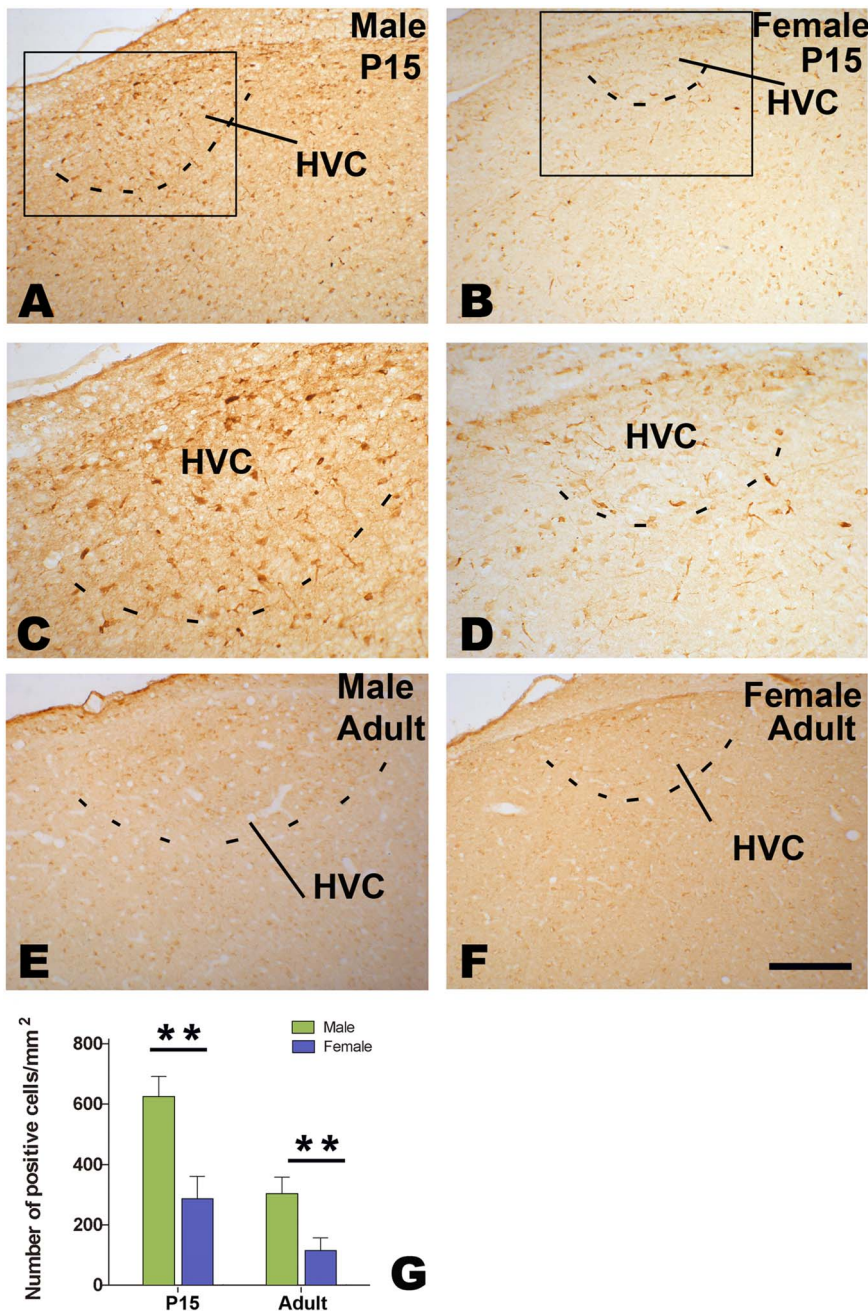 Male
P15
HVC
A
Female
P15
HVC
B
HVC
C
HVC
D
Male
Adult
HVC
E
Female
Adult
HVC
F
Number of positive cells/mm²
800
600
400
200
0
**
**
Male
Female
P15
Adult
G